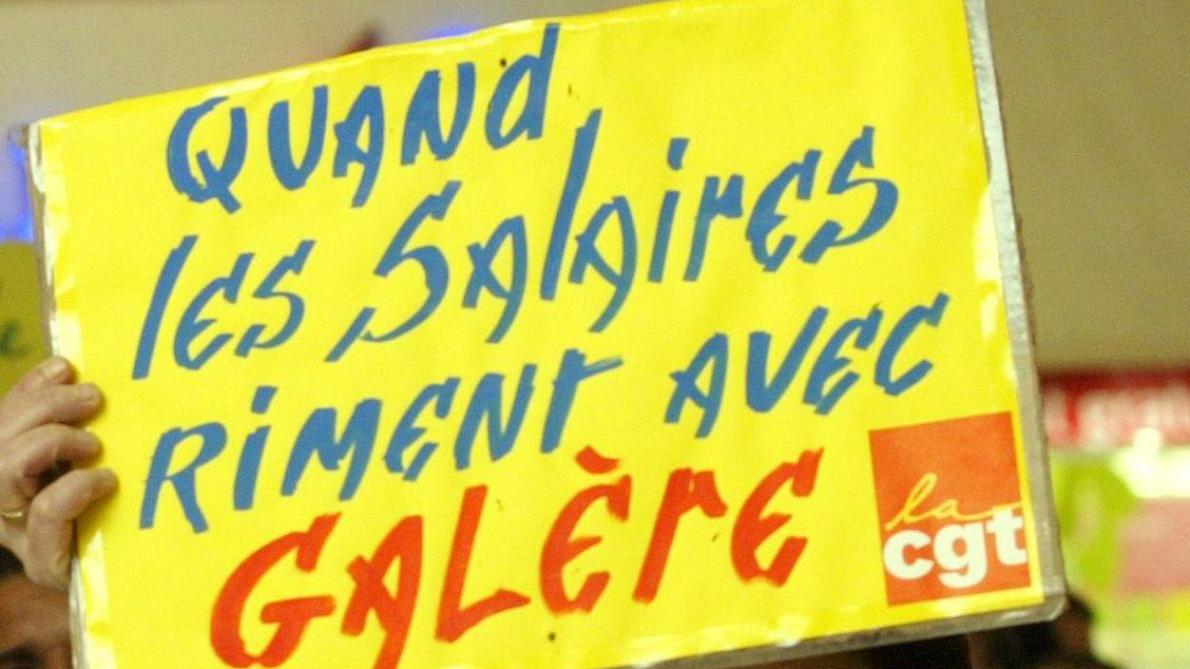 QUANd
lES SAlAirES
RiMENT AVEC
GALÈrE
la
cgt